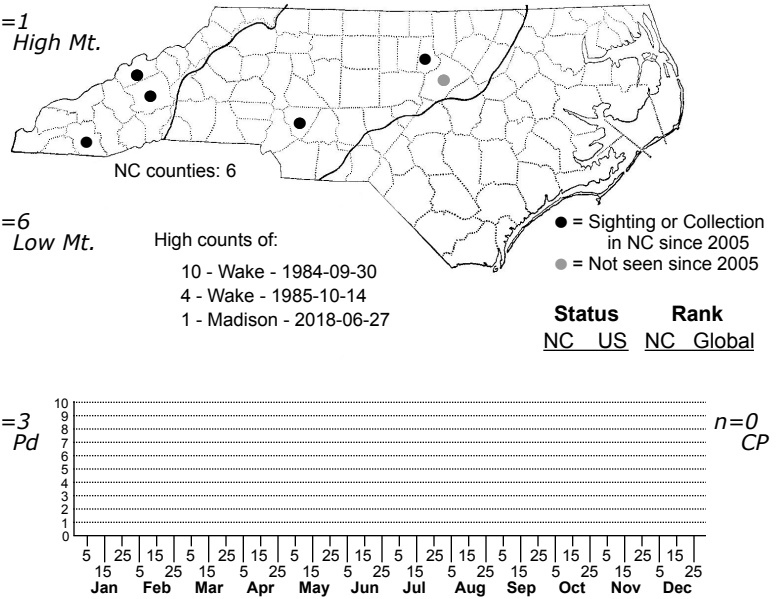 =1
High Mt.
NC counties: 6
=6
Low Mt.
High counts of:
10 - Wake - 1984-09-30
4 - Wake - 1985-10-14
1 - Madison - 2018-06-27
= Sighting or Collection
in NC since 2005
= Not seen since 2005
Status Rank
NC US NC Global
=3
Pd
n=0
CP
10
9
8
7
6
5
4
3
2
1
0
5 15 25 5 15 25 5 15 25 5 15 25 5 15 25 5 15 25
15 5 25 15 5 25 15 5 25 15 5 25 15 5 25 15 5 25
Jan Feb Mar Apr May Jun Jul Aug Sep Oct Nov Dec